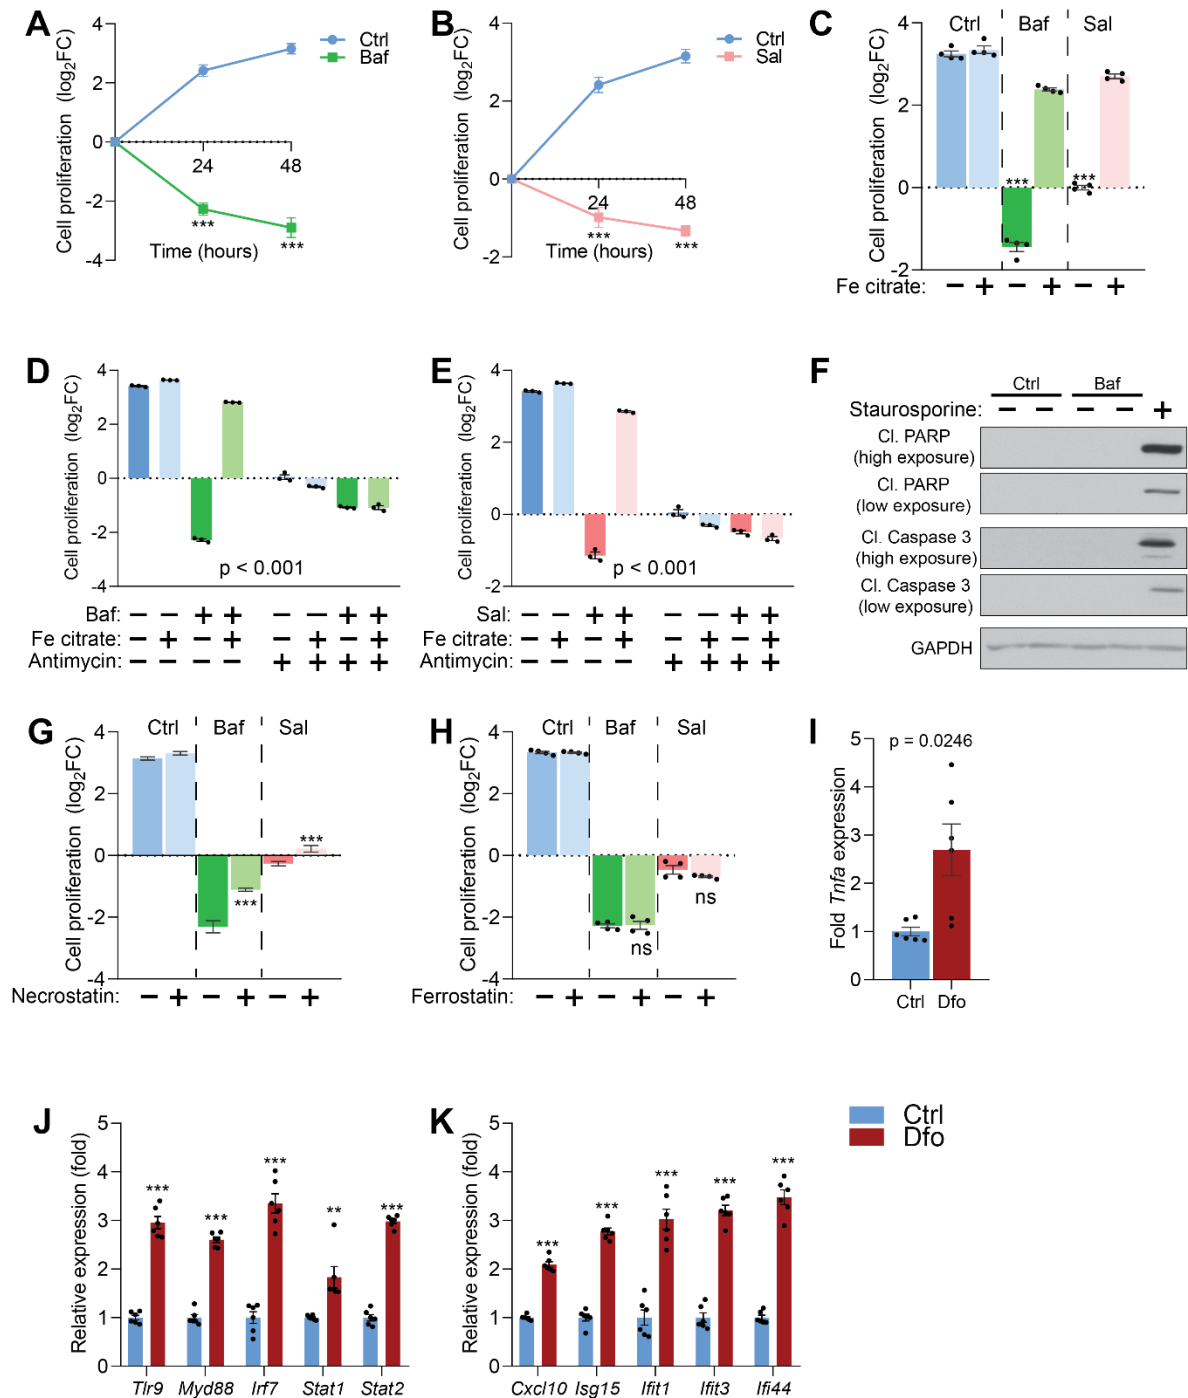 A
Cell proliferation (log2FC)
4
2
0
-2
-4
24
48
Time (hours)
Ctrl
Baf
***
***
B
Cell proliferation (log2FC)
4
2
0
-2
24
48
Time (hours)
Ctrl
Sal
***
***
C
Cell proliferation (log2FC)
4
2
0
-2
Ctrl
Baf
Sal
***
***
Fe citrate: − + − + − +
D
Cell proliferation (log2FC)
4
2
0
-2
-4
p < 0.001
Baf: − − + + − − + +
Fe citrate: − + − + − + − +
Antimycin: − − − − + + + +
E
Cell proliferation (log2FC)
4
2
0
-2
p < 0.001
Sal: − − + + − − + +
Fe citrate: − + − + − + − +
Antimycin: − − − − + + + +
F
Ctrl
Baf
Staurosporine: − − − − +
Cl. PARP
(high exposure)
Cl. PARP
(low exposure)
Cl. Caspase 3
(high exposure)
Cl. Caspase 3
(low exposure)
GAPDH
G
Cell proliferation (log2FC)
4
2
0
-2
-4
Ctrl
Baf
Sal
***
***
Necrostatin: − + − + − +
H
Cell proliferation (log2FC)
4
2
0
-2
-4
Ctrl
Baf
Sal
ns
ns
Ferrostatin: − + − + − +
I
Fold Tnfa expression
5
4
3
2
1
0
p = 0.0246
Ctrl
Dfo
J
Relative expression (fold)
5
4
3
2
1
0
***
***
***
**
***
Tlr9 Myd88 Irf7 Stat1 Stat2
K
Relative expression (fold)
5
4
3
2
1
0
***
***
***
***
***
Cxcl10 Isg15 Ifit1 Ifit3 Ifi44
Ctrl
Dfo